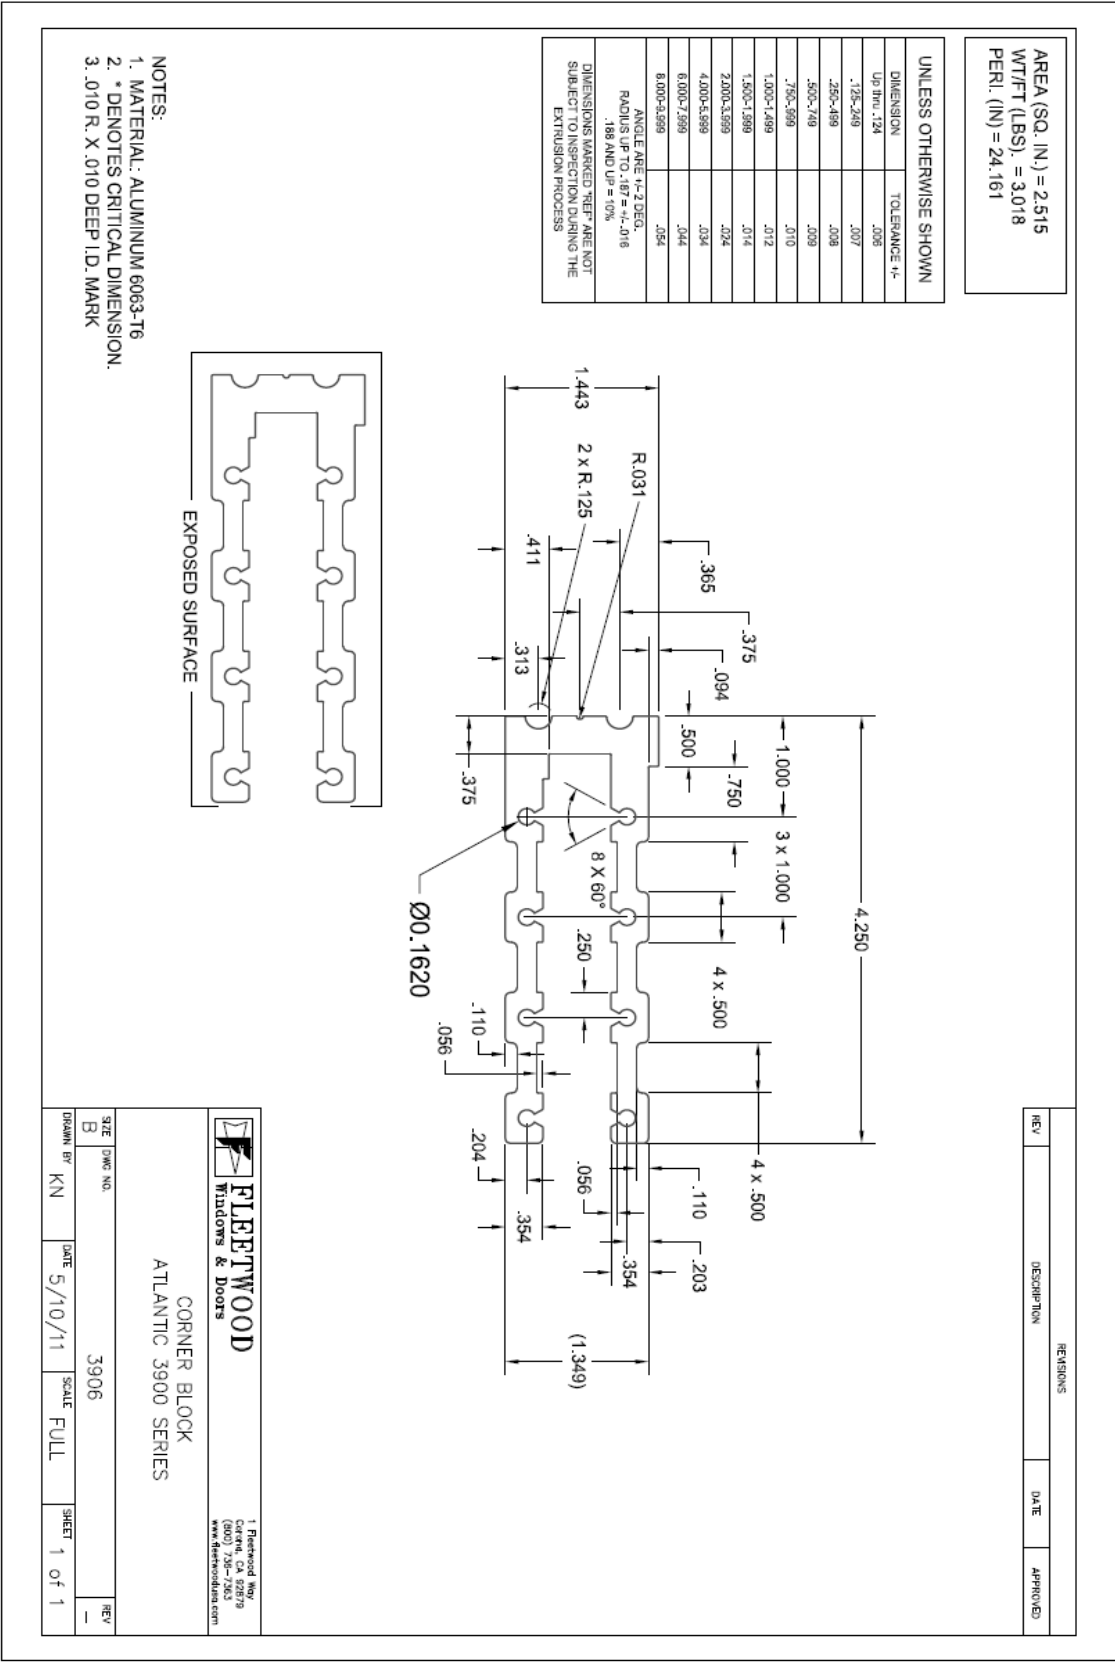 AREA (SQ. IN.) = 2.515
WT/FT (LBS). = 3.018
PERI. (IN) = 24.161
UNLESS OTHERWISE SHOWN
DIMENSION TOLERANCE +/-
Up thru .124 .006
.125-.249 .007
.250-.499 .008
.500-.749 .009
.750-.999 .010
1.000-1.499 .012
1.500-1.999 .014
2.000-3.999 .024
4.000-5.999 .034
6.000-7.999 .044
8.000-9.999 .054
ANGLE ARE +/- 2 DEG.
RADIUS UP TO .187 = +/-.016
.188 AND UP = 10%
DIMENSIONS MARKED "REF" ARE NOT
SUBJECT TO INSPECTION DURING THE
EXTRUSION PROCESS
NOTES:
1. MATERIAL: ALUMINUM 6063-T6
2. * DENOTES CRITICAL DIMENSION.
3. .010 R. X .010 DEEP I.D. MARK
EXPOSED SURFACE
4.250
1.000
3 x 1.000
.750
.500
4 x .500
4 x .500
.094
.375
.365
R.031
2 x R.125
1.443
.411
.313
.375
8 X 60°
.250
Ø0.1620
.110
.056
.204
.354
.110
.056
.203
.354
(1.349)
REVISIONS
REV DESCRIPTION DATE APPROVED
FLEETWOOD
Windows & Doors
1 Fleetwood Way
Corona, CA 92879
(800) 736-7363
www.fleetwoodusa.com
CORNER BLOCK
ATLANTIC 3900 SERIES
SIZE B DWG NO. 3906 REV –
DRAWN BY KN DATE 5/10/11 SCALE FULL SHEET 1 of 1